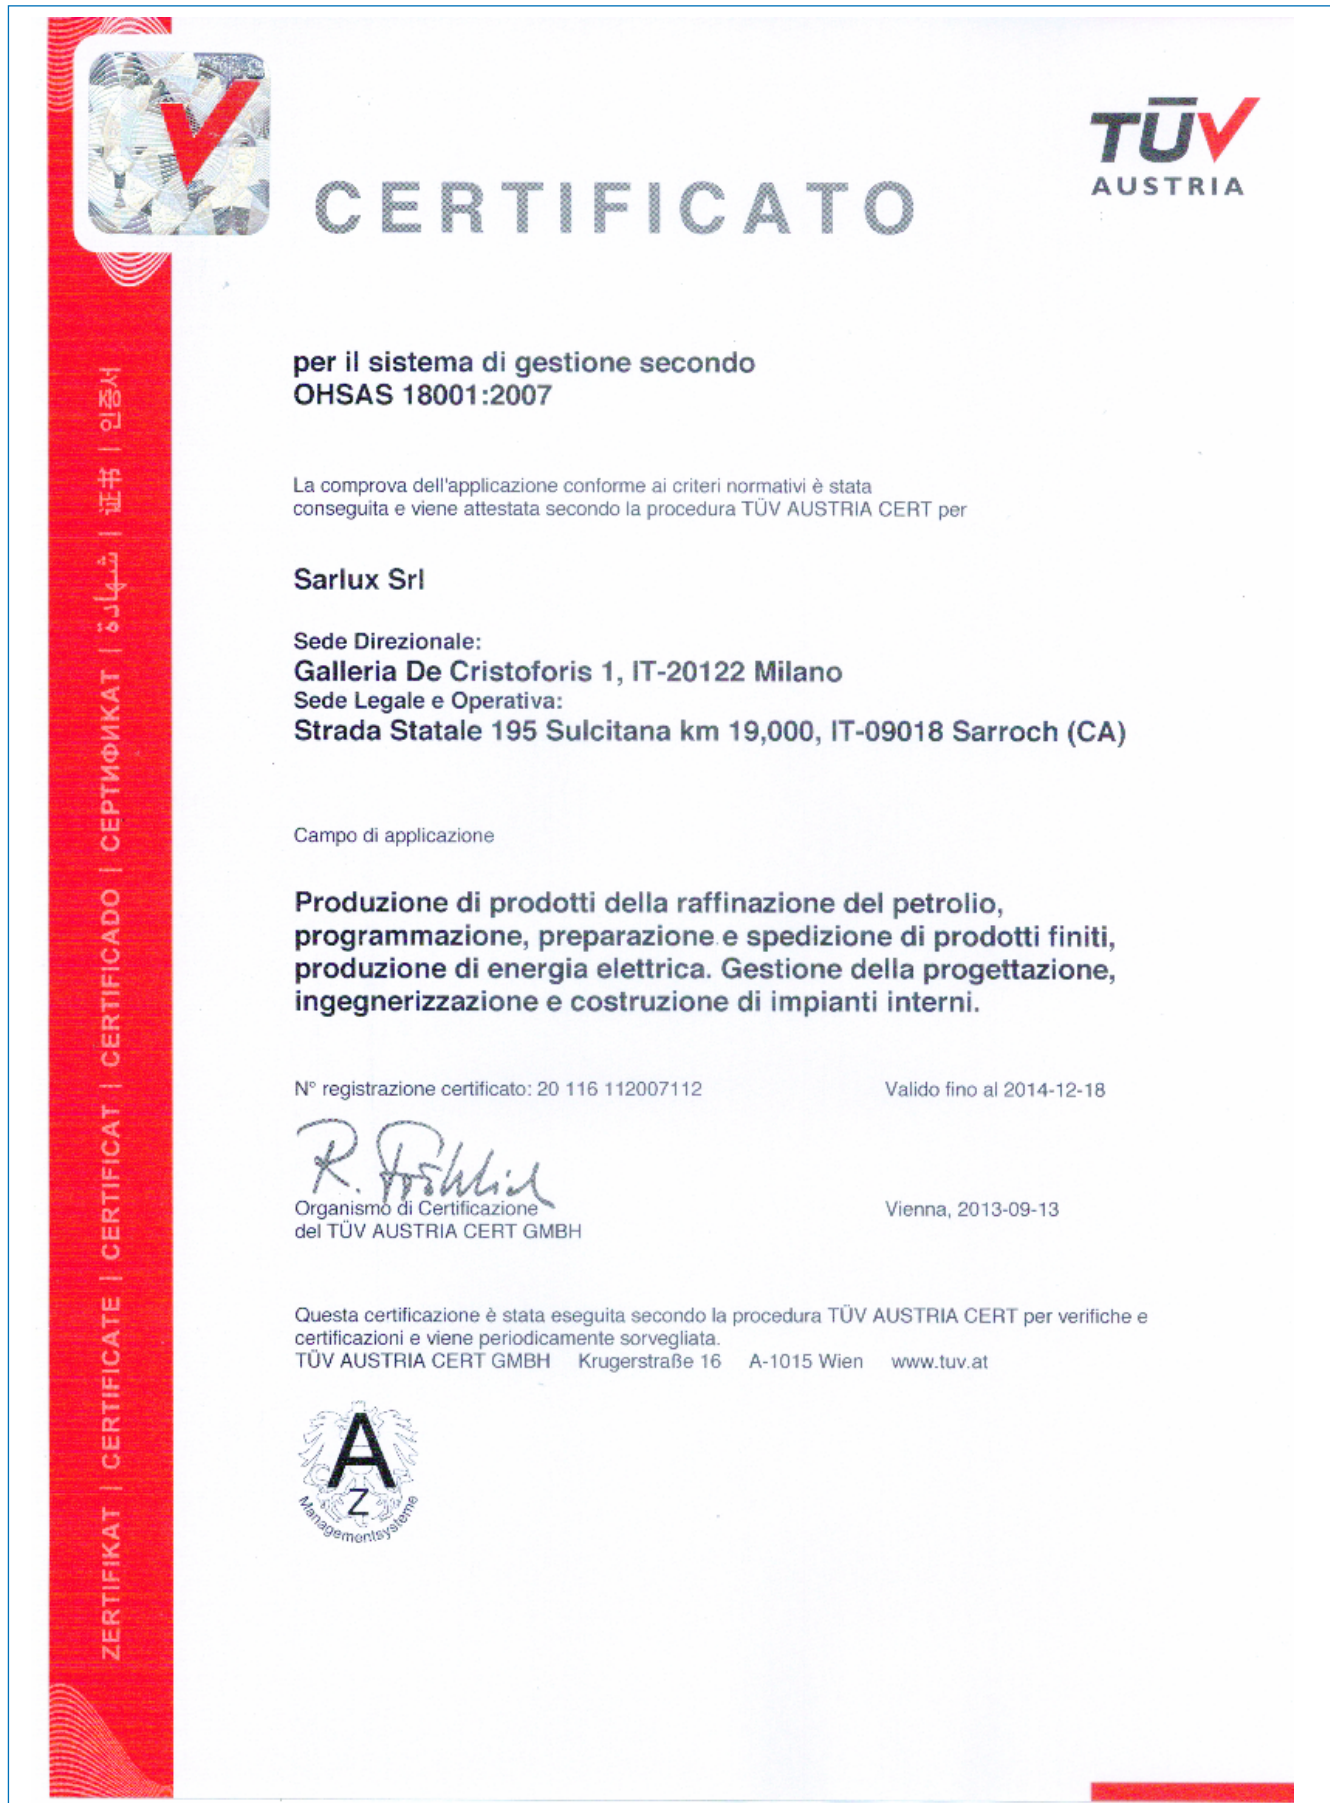 TÜV
AUSTRIA
CERTIFICATO
per il sistema di gestione secondo
OHSAS 18001:2007
La comprova dell'applicazione conforme ai criteri normativi è stata
conseguita e viene attestata secondo la procedura TÜV AUSTRIA CERT per
Sarlux Srl
Sede Direzionale:
Galleria De Cristoforis 1, IT-20122 Milano
Sede Legale e Operativa:
Strada Statale 195 Sulcitana km 19,000, IT-09018 Sarroch (CA)
Campo di applicazione
Produzione di prodotti della raffinazione del petrolio,
programmazione, preparazione e spedizione di prodotti finiti,
produzione di energia elettrica. Gestione della progettazione,
ingegnerizzazione e costruzione di impianti interni.
N° registrazione certificato: 20 116 112007112
Valido fino al 2014-12-18
R. Fröhlich
Organismo di Certificazione
del TÜV AUSTRIA CERT GMBH
Vienna, 2013-09-13
Questa certificazione è stata eseguita secondo la procedura TÜV AUSTRIA CERT per verifiche e
certificazioni e viene periodicamente sorvegliata.
TÜV AUSTRIA CERT GMBH Krugerstraße 16 A-1015 Wien www.tuv.at
A
Z
Managementsysteme
ZERTIFIKAT | CERTIFICATE | CERTIFICAT | CERTIFICADO | СЕРТИФИКАТ | شهادة | 证书 | 인증서